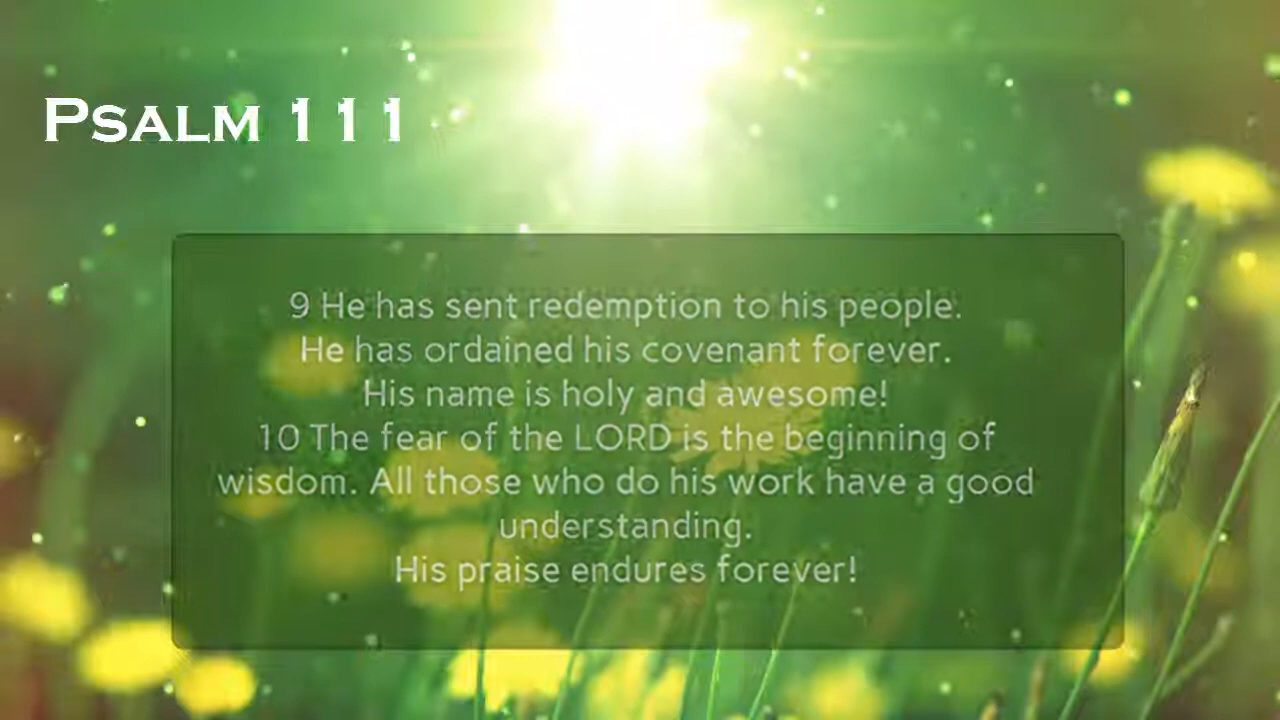 PSALM 111
9 He has sent redemption to his people.
He has ordained his covenant forever.
His name is holy and awesome!
10 The fear of the LORD is the beginning of
wisdom. All those who do his work have a good
understanding.
His praise endures forever!